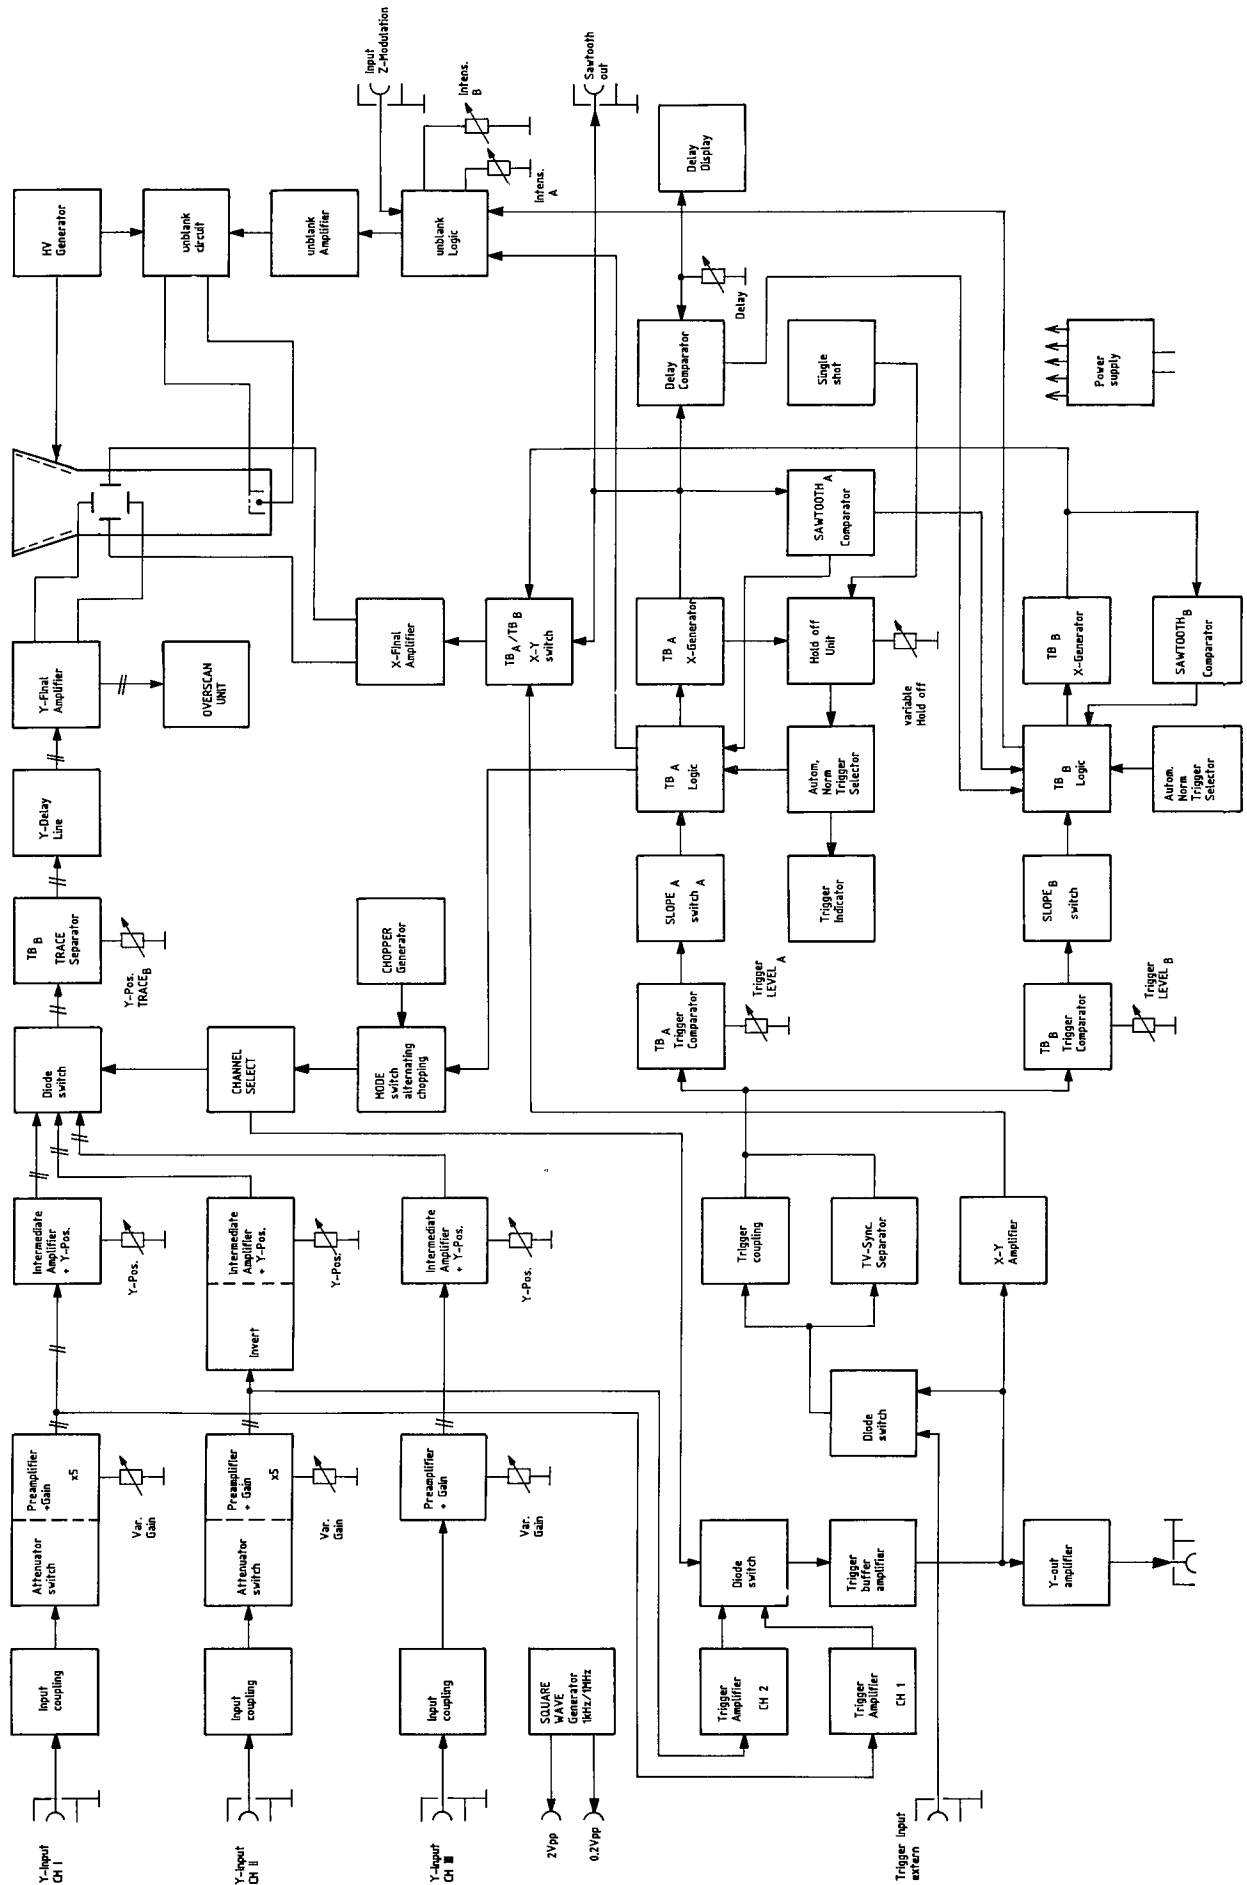 Y-Input
CH I
Input
coupling
Attenuator
switch
Preamplifier
+Gain
x5
Var.
Gain
Intermediate
Amplifier
+ Y-Pos.
Y-Pos.
Diode
switch
TB B
TRACE
Separator
Y-Pos.
TRACE B
Y-Delay
Line
Y-Final
Amplifier
OVERSCAN
UNIT
HV
Generator
unblank
circuit
unblank
Amplifier
unblank
Logic
Intens.
A
Intens.
B
Input
Z-Modulation
Y-Input
CH II
Input
coupling
Attenuator
switch
Preamplifier
+ Gain
x5
Var.
Gain
Invert
Intermediate
Amplifier
+ Y-Pos.
Y-Pos.
CHANNEL
SELECT
MODE
switch
alternating
chopping
CHOPPER
Generator
X-Final
Amplifier
TB A / TB B
X-Y
switch
Sawtooth
out
Y-Input
CH III
Input
coupling
Preamplifier
+ Gain
Var.
Gain
Intermediate
Amplifier
+ Y-Pos.
Y-Pos.
SQUARE
WAVE
Generator
1kHz/1MHz
2Vpp
0.2Vpp
Trigger
Amplifier
CH 2
Trigger
Amplifier
CH 1
Diode
switch
Trigger
buffer
amplifier
Y-out
amplifier
Trigger Input
extern
Diode
switch
Trigger
coupling
TV-Sync.
Separator
X-Y
Amplifier
TB A
Trigger
Comparator
Trigger
LEVEL A
SLOPE A
switch A
TB A
Logic
TB A
X-Generator
Delay
Comparator
Delay
Delay
Display
Trigger
Indicator
Autom.
Norm
Trigger
Selector
Hold off
Unit
variable
Hold off
SAWTOOTH A
Comparator
Single
shot
TB B
Trigger
Comparator
Trigger
LEVEL B
SLOPE B
switch
TB B
Logic
TB B
X-Generator
Autom.
Norm
Trigger
Selector
SAWTOOTH B
Comparator
Power
supply